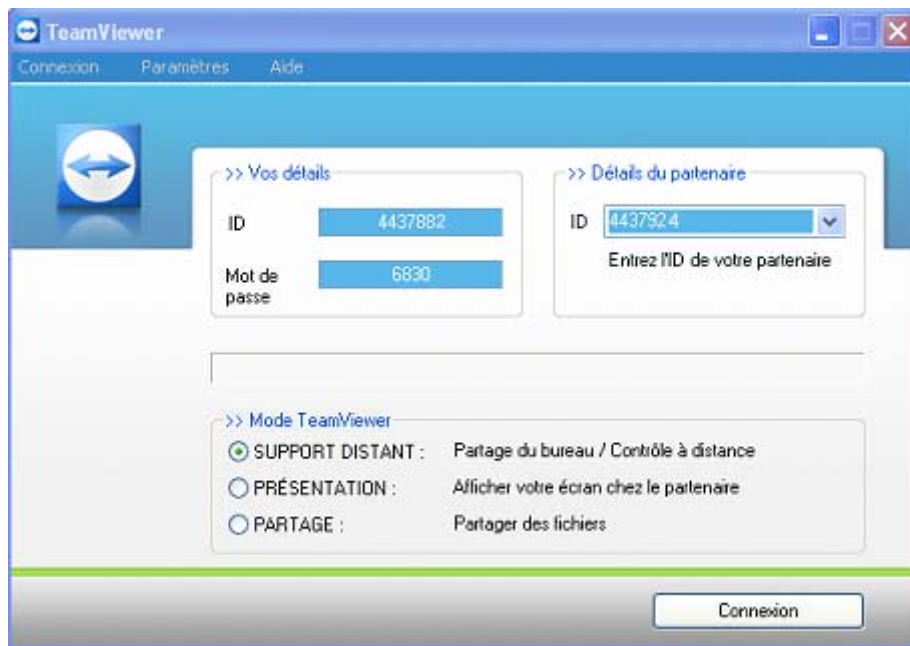 TeamViewer
Connexion Paramètres Aide
>> Vos détails
ID 4437882
Mot de passe 6830
>> Détails du partenaire
ID 4437924
Entrez l'ID de votre partenaire
>> Mode TeamViewer
SUPPORT DISTANT : Partage du bureau / Contrôle à distance
PRÉSENTATION : Afficher votre écran chez le partenaire
PARTAGE : Partager des fichiers
Connexion